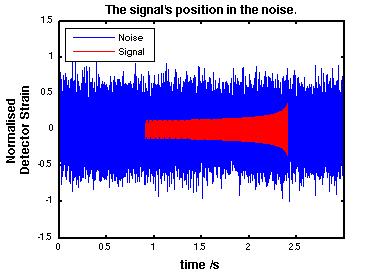 The signal's position in the noise.
1.5
Noise
Signal
1
0.5
0
-0.5
-1
-1.5
Normalised
Detector Strain
0 0.5 1 1.5 2 2.5
time /s